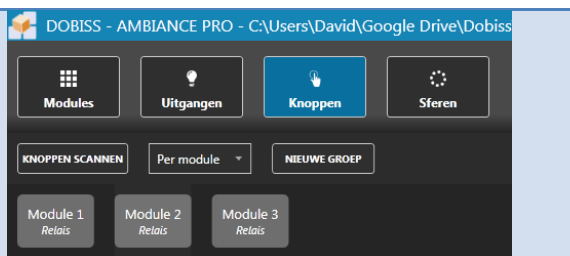 DOBISS - AMBIANCE PRO - C:\Users\David\Google Drive\Dobiss
Modules Uitgangen Knoppen Sferen
KNOPPEN SCANNEN Per module NIEUWE GROEP
Module 1 Module 2 Module 3
Relais Relais Relais